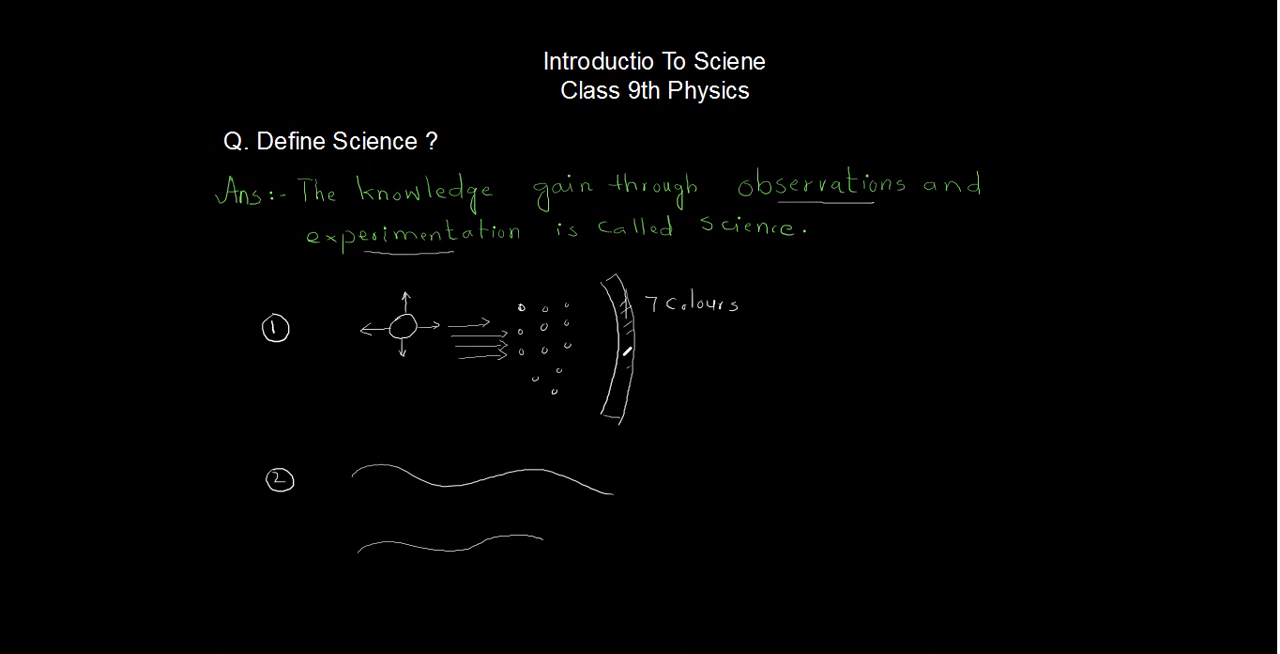 Introductio To Sciene
Class 9th Physics
Q. Define Science ?
Ans:- The knowledge gain through observations and
experimentation is called science.
1
7 colours
2